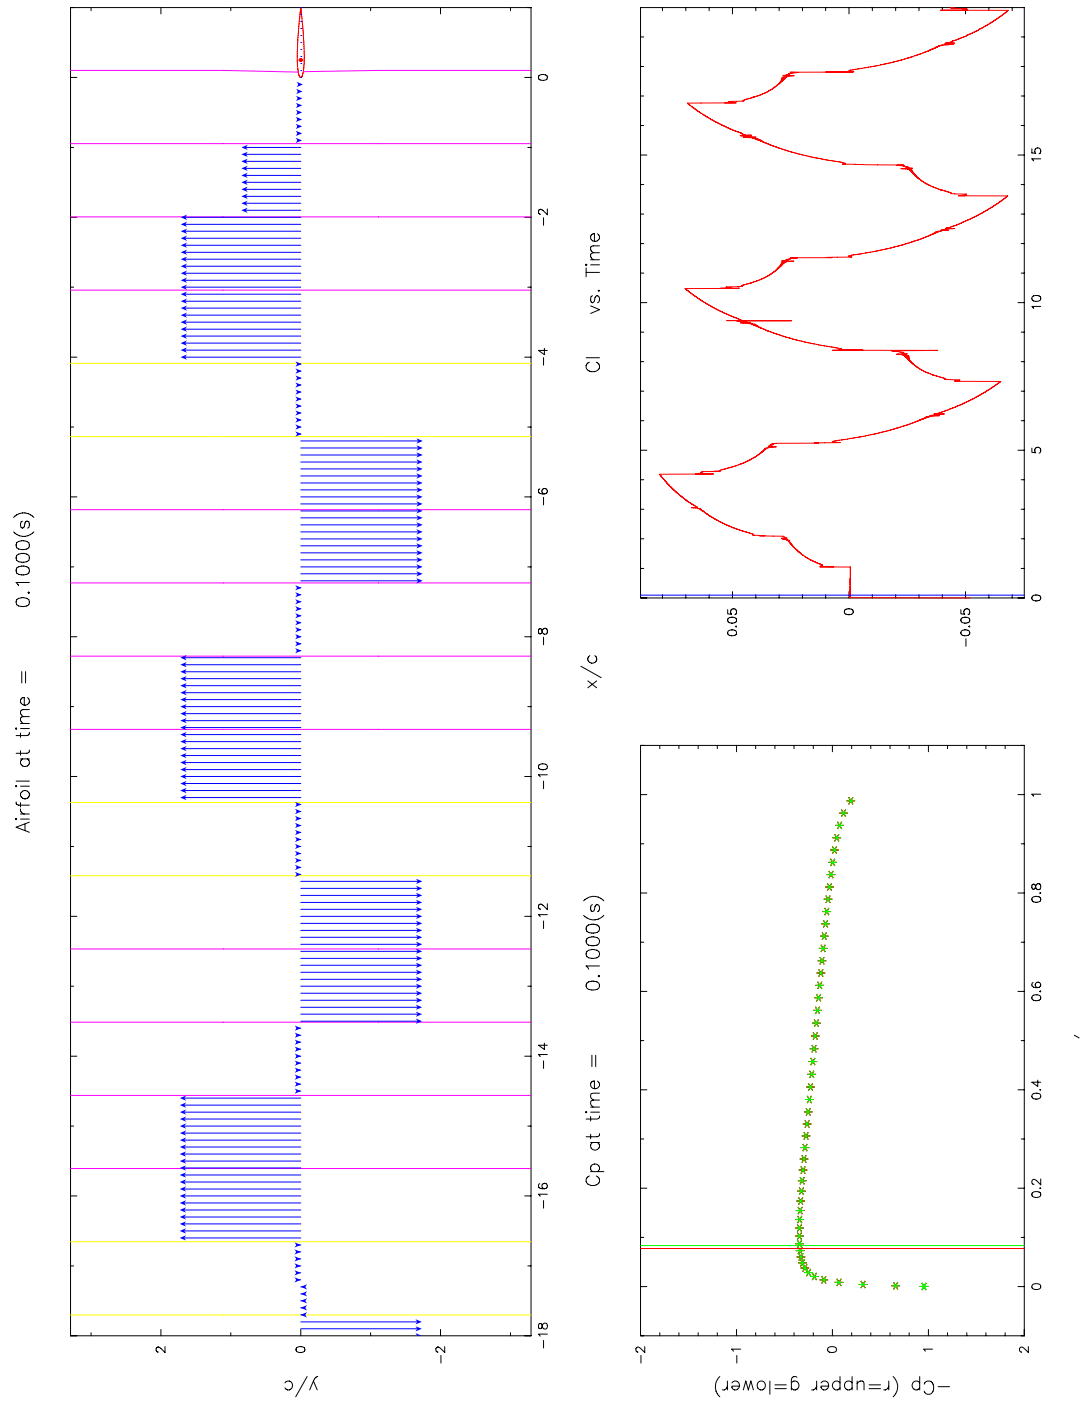 Airfoil at time = 0.1000(s)
y/c
2
0
-2
-18 -16 -14 -12 -10 -8 -6 -4 -2 0
x/c
Cp at time = 0.1000(s)
-Cp (r=upper g=lower)
-2
-1
0
1
2
0 0.2 0.4 0.6 0.8 1
Cl vs. Time
0.05
0
-0.05
0 5 10 15